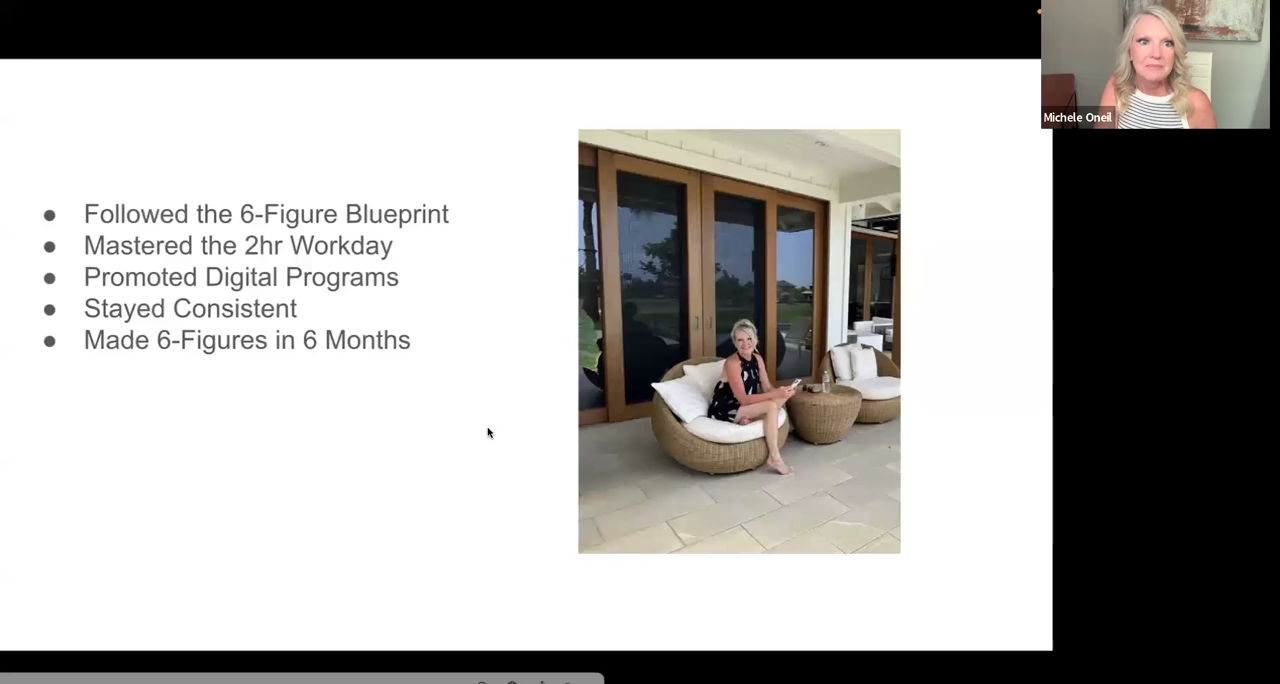 Michele Oneil
● Followed the 6-Figure Blueprint
● Mastered the 2hr Workday
● Promoted Digital Programs
● Stayed Consistent
● Made 6-Figures in 6 Months